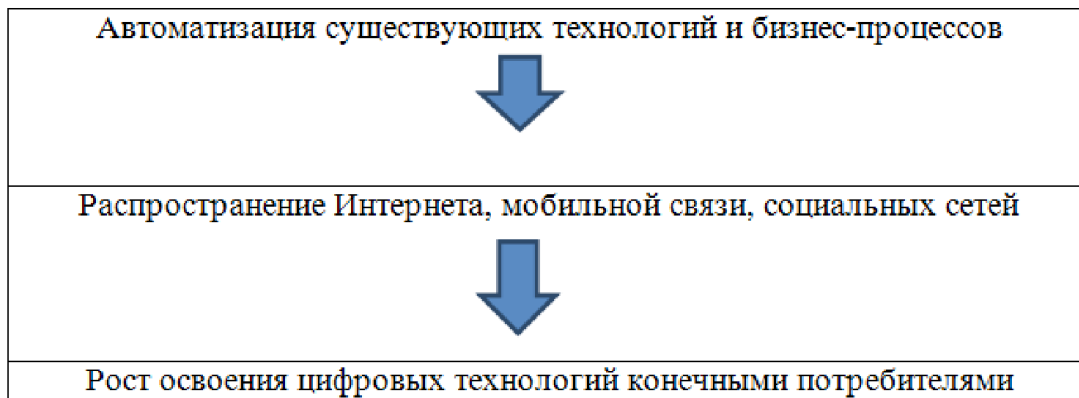 Автоматизация существующих технологий и бизнес-процессов
Распространение Интернета, мобильной связи, социальных сетей
Рост освоения цифровых технологий конечными потребителями